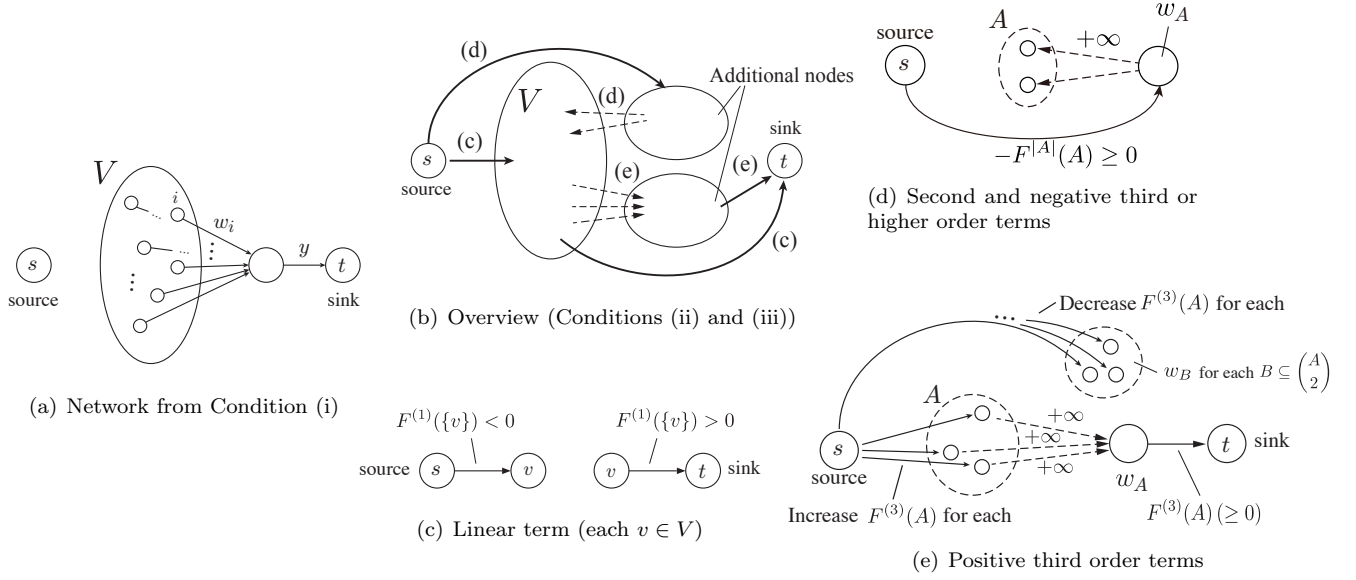 V
i
w_i
...
...
s
source
y
t
sink
(a) Network from Condition (i)
(d)
Additional nodes
V
(d)
sink
(c)
(e)
(e)
s
t
source
(c)
(b) Overview (Conditions (ii) and (iii))
F^{(1)}({v}) < 0
F^{(1)}({v}) > 0
source
s
v
v
t
sink
(c) Linear term (each v ∈ V)
w_A
A
source
+∞
s
−F^{|A|}(A) ≥ 0
(d) Second and negative third or
higher order terms
Decrease F^{(3)}(A) for each
...
w_B for each B ⊆ \binom{A}{2}
A
+∞
+∞
+∞
s
source
w_A
t
sink
Increase F^{(3)}(A) for each
F^{(3)}(A) (≥ 0)
(e) Positive third order terms